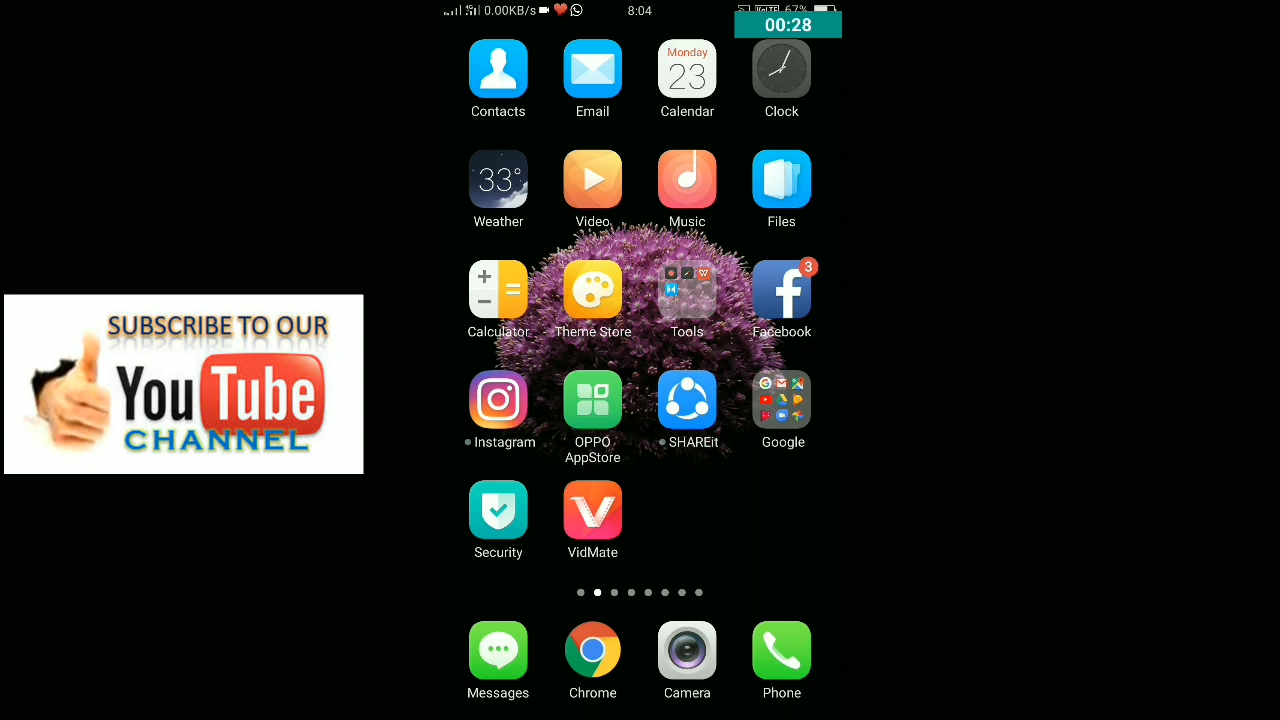 0.00KB/s
8:04
VoLTE 67%
00:28
Monday
23
Contacts
Email
Calendar
Clock
33°
Weather
Video
Music
Files
3
Calculator
Theme Store
Tools
Facebook
SUBSCRIBE TO OUR
YouTube
CHANNEL
Instagram
OPPO
AppStore
SHAREit
Google
Security
VidMate
Messages
Chrome
Camera
Phone